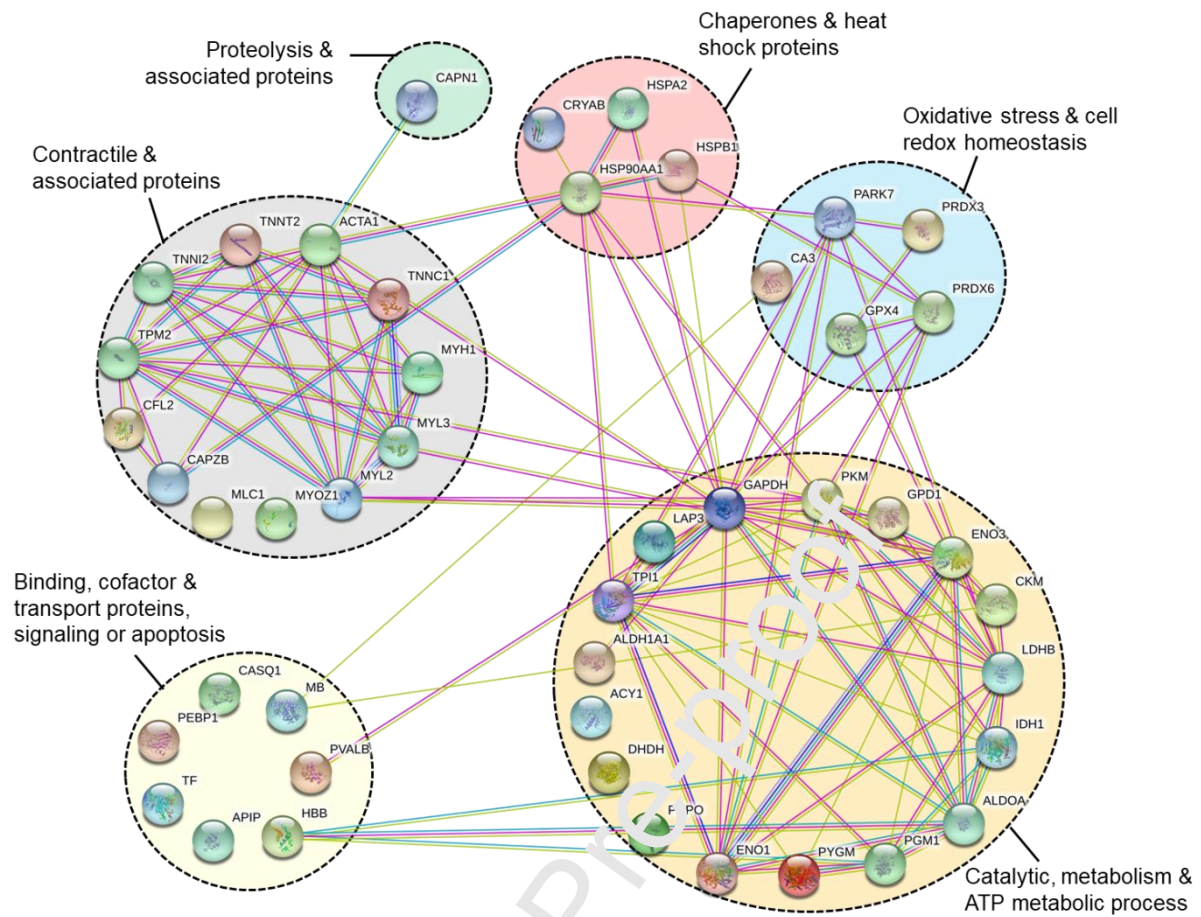 Chaperones & heat
shock proteins
Proteolysis &
associated proteins
CAPN1
HSPA2
CRYAB
HSPB1
HSP90AA1
Oxidative stress & cell
redox homeostasis
PARK7
PRDX3
CA3
PRDX6
GPX4
Contractile &
associated proteins
TNNT2
ACTA1
TNNI2
TNNC1
TPM2
MYH1
CFL2
MYL3
CAPZB
MYL2
MLC1
MYOZ1
GAPDH
PKM
GPD1
LAP3
ENO3
TPI1
CKM
ALDH1A1
LDHB
ACY1
IDH1
DHDH
ALDOA
ENO1
PYGM
PGM1
Binding, cofactor &
transport proteins,
signaling or apoptosis
CASQ1
MB
PEBP1
PVALB
TF
APIP
HBB
Catalytic, metabolism &
ATP metabolic process
Pre-proof